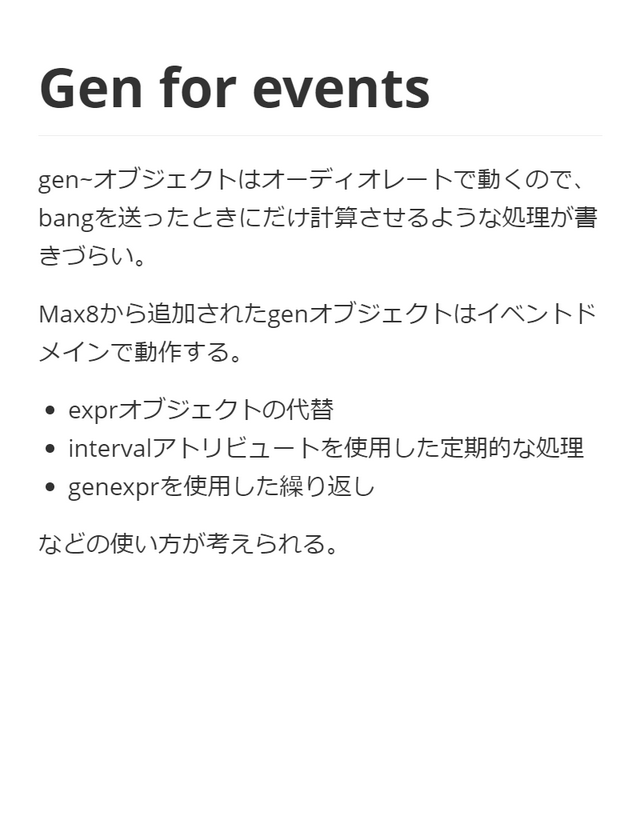 Gen for events
gen~オブジェクトはオーディオレートで動くので、
bangを送ったときにだけ計算させるような処理が書
きづらい。
Max8から追加されたgenオブジェクトはイベントド
メインで動作する。
• exprオブジェクトの代替
• intervalアトリビュートを使用した定期的な処理
• genexprを使用した繰り返し
などの使い方が考えられる。